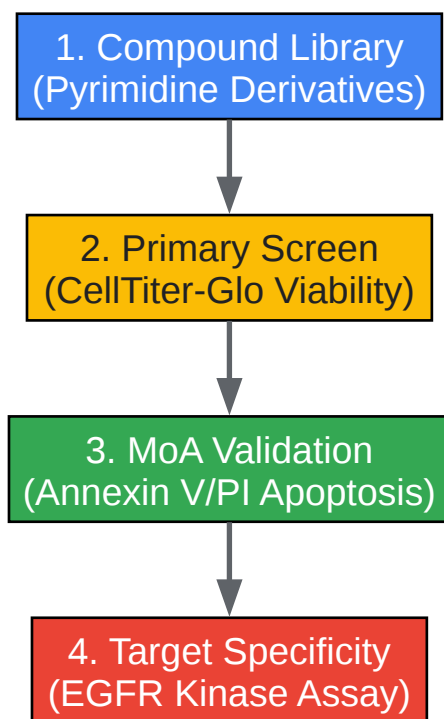 1. Compound Library
(Pyrimidine Derivatives)
2. Primary Screen
(CellTiter-Glo Viability)
3. MoA Validation
(Annexin V/PI Apoptosis)
4. Target Specificity
(EGFR Kinase Assay)